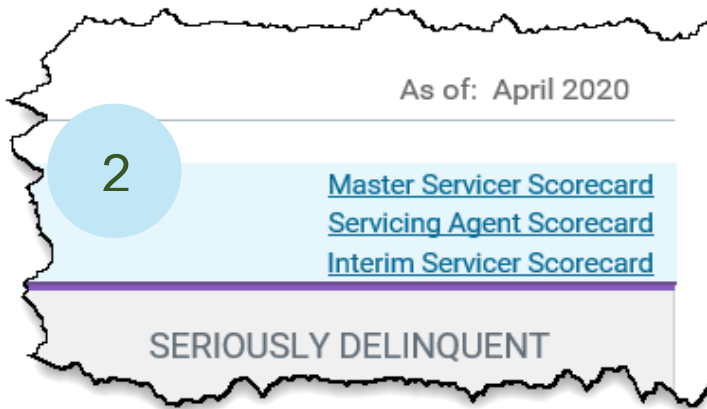 As of: April 2020
2
Master Servicer Scorecard
Servicing Agent Scorecard
Interim Servicer Scorecard
SERIOUSLY DELINQUENT